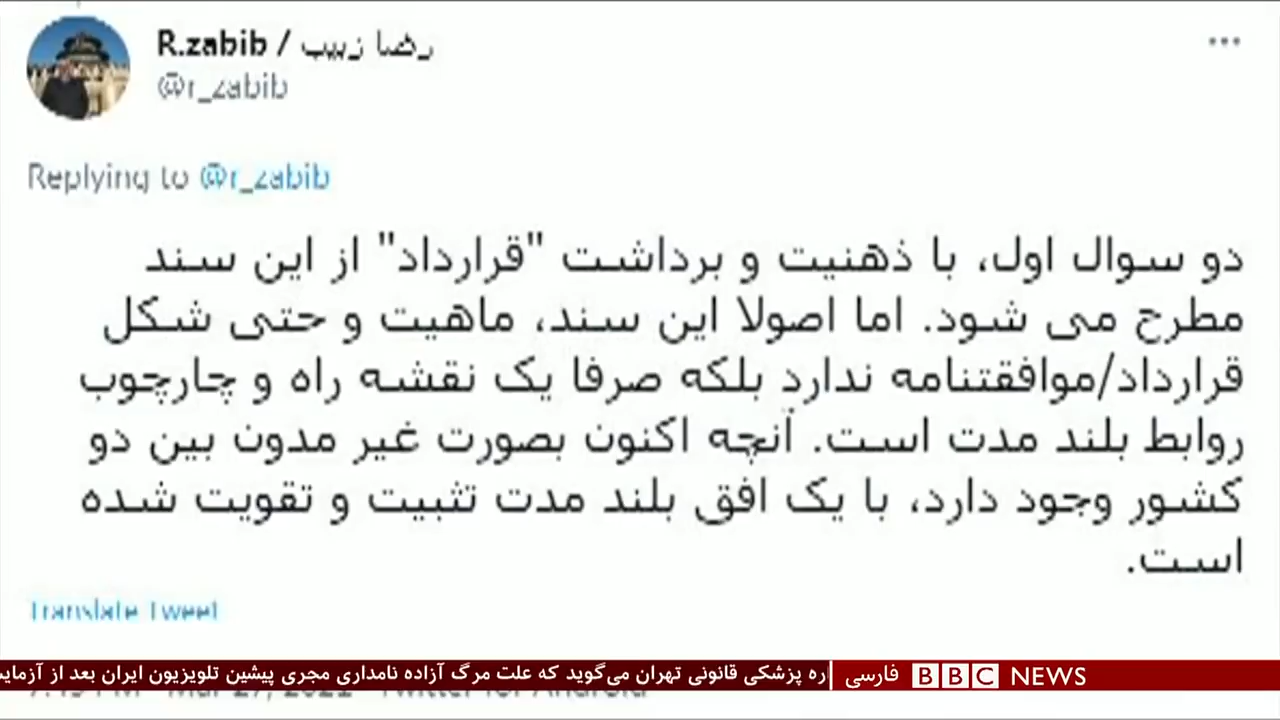 R.zabib / رضا زبیب
@r_zabib
Replying to @r_zabib
دو سوال اول، با ذهنیت و برداشت "قرارداد" از این سند
مطرح می شود. اما اصولا این سند، ماهیت و حتی شکل
قرارداد/موافقتنامه ندارد بلکه صرفا یک نقشه راه و چارچوب
روابط بلند مدت است. آنچه اکنون بصورت غیر مدون بین دو
کشور وجود دارد، با یک افق بلند مدت تثبیت و تقویت شده
است.
Translate Tweet
اره پزشکی قانونی تهران می‌گوید که علت مرگ آزاده نامداری مجری پیشین تلویزیون ایران بعد از آزمایش
BBC NEWS فارسی